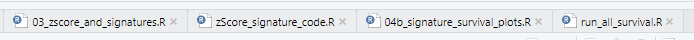 03_zscore_and_signatures.R
zScore_signature_code.R
04b_signature_survival_plots.R
run_all_survival.R